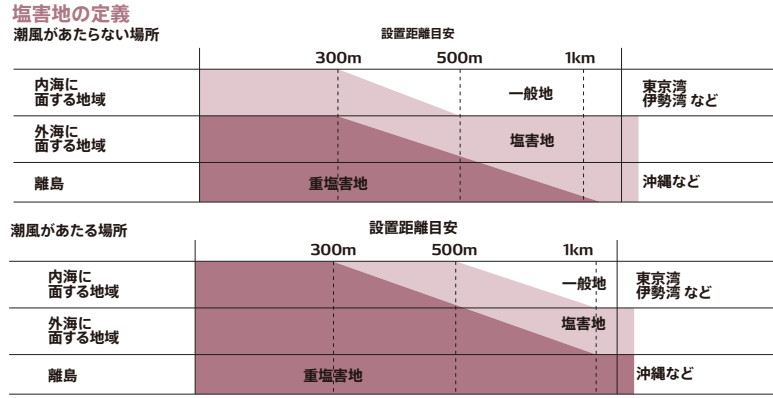 塩害地の定義
潮風があたらない場所
設置距離目安
300m 500m 1km
内海に
面する地域
一般地
東京湾
伊勢湾 など
外海に
面する地域
塩害地
離島
重塩害地
沖縄など
潮風があたる場所
設置距離目安
300m 500m 1km
内海に
面する地域
一般地
東京湾
伊勢湾 など
外海に
面する地域
塩害地
離島
重塩害地
沖縄など